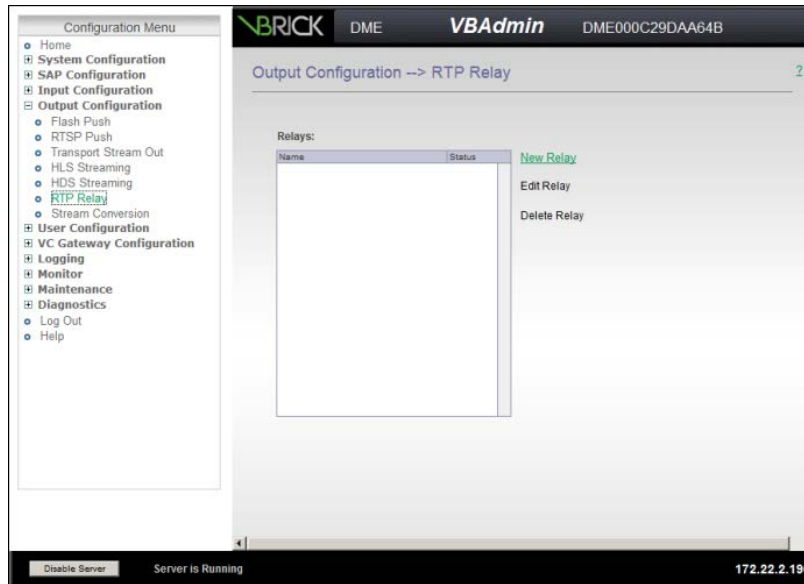 Configuration Menu
Home
System Configuration
SAP Configuration
Input Configuration
Output Configuration
Flash Push
RTSP Push
Transport Stream Out
HLS Streaming
HDS Streaming
RTP Relay
Stream Conversion
User Configuration
VC Gateway Configuration
Logging
Monitor
Maintenance
Diagnostics
Log Out
Help
VBRICK DME VBAdmin DME000C29DAA64B
Output Configuration --> RTP Relay ?
Relays:
Name Status
New Relay
Edit Relay
Delete Relay
Disable Server Server is Running 172.22.2.19